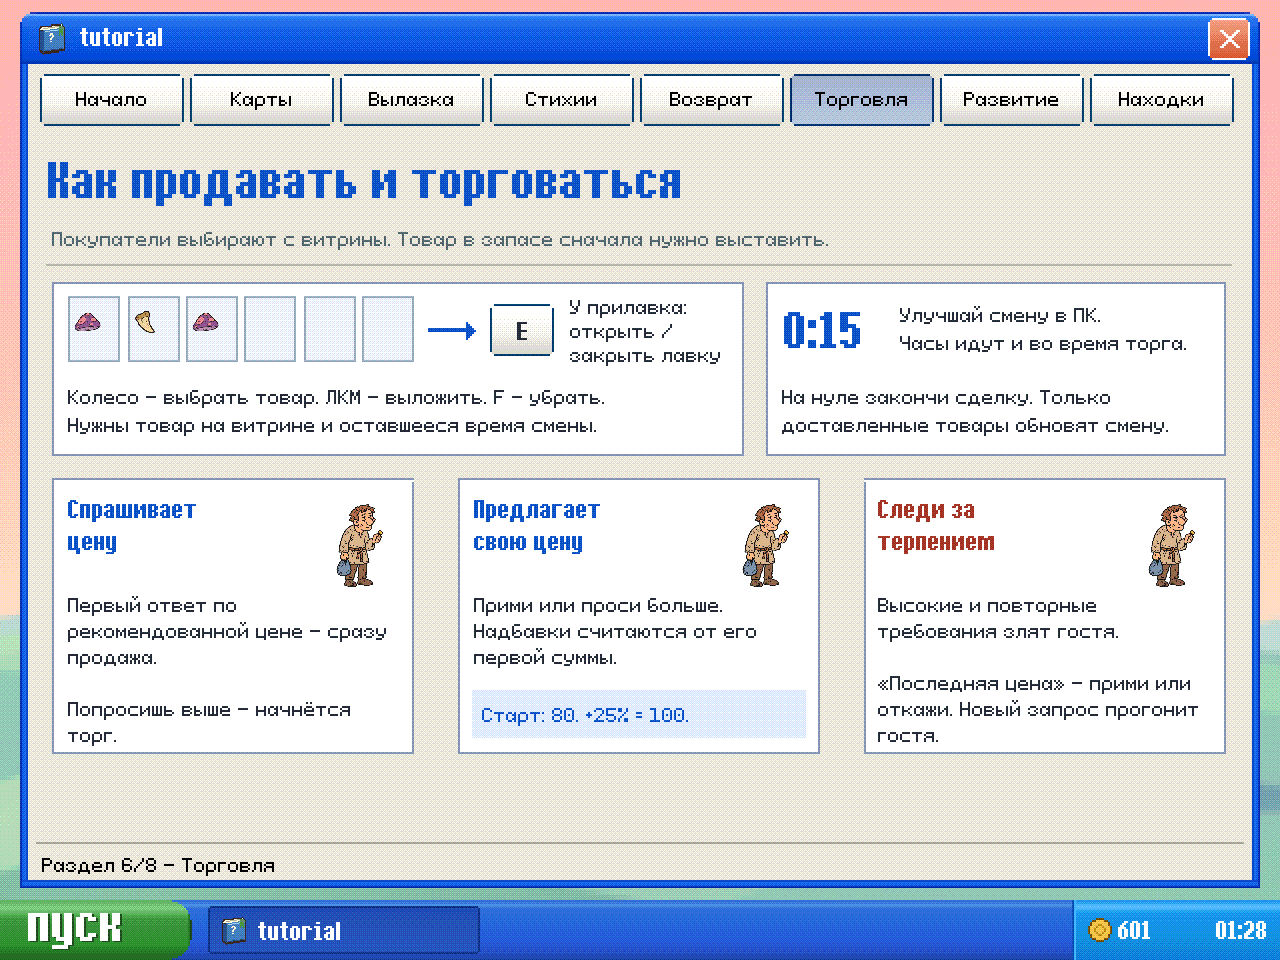 tutorial
Начало
Карты
Вылазка
Стихии
Возврат
Торговля
Развитие
Находки
Как продавать и торговаться
Покупатели выбирают с витрины. Товар в запасе сначала нужно выставить.
E
У прилавка:
открыть /
закрыть лавку
Колесо – выбрать товар. ЛКМ – выложить. F – убрать.
Нужны товар на витрине и оставшееся время смены.
0:15
Улучшай смену в ПК.
Часы идут и во время торга.
На нуле закончи сделку. Только
доставленные товары обновят смену.
Спрашивает
цену
Первый ответ по
рекомендованной цене – сразу
продажа.
Попросишь выше – начнётся
торг.
Предлагает
свою цену
Прими или проси больше.
Надбавки считаются от его
первой суммы.
Старт: 80. +25% = 100.
Следи за
терпением
Высокие и повторные
требования злят гостя.
«Последняя цена» – прими или
откажи. Новый запрос прогонит
гостя.
Раздел 6/8 – Торговля
пуск
tutorial
601
01:28